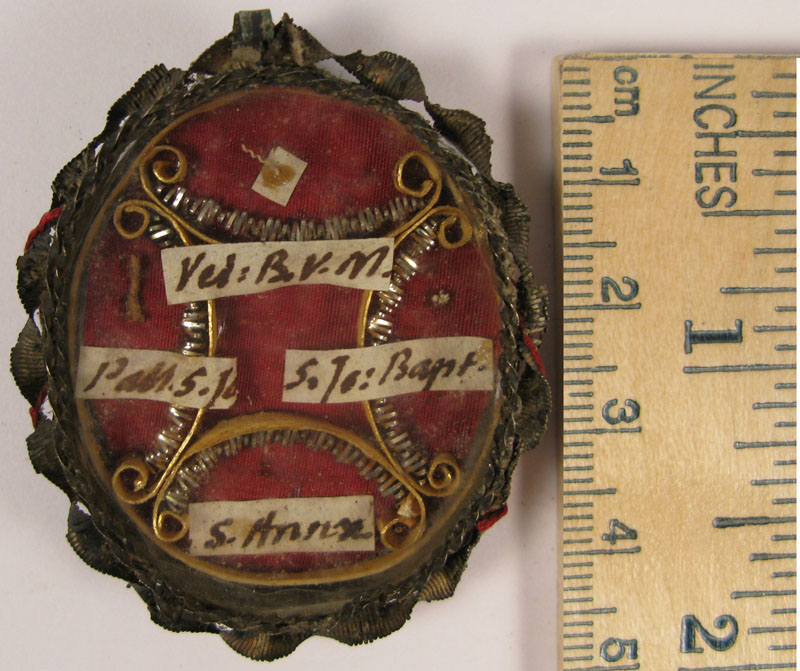 Vel: B. V. M.
Pall. S. Jo
S. Jo: Bapt.
S. Annæ
cm
1
2
3
4
5
INCHES
1
2